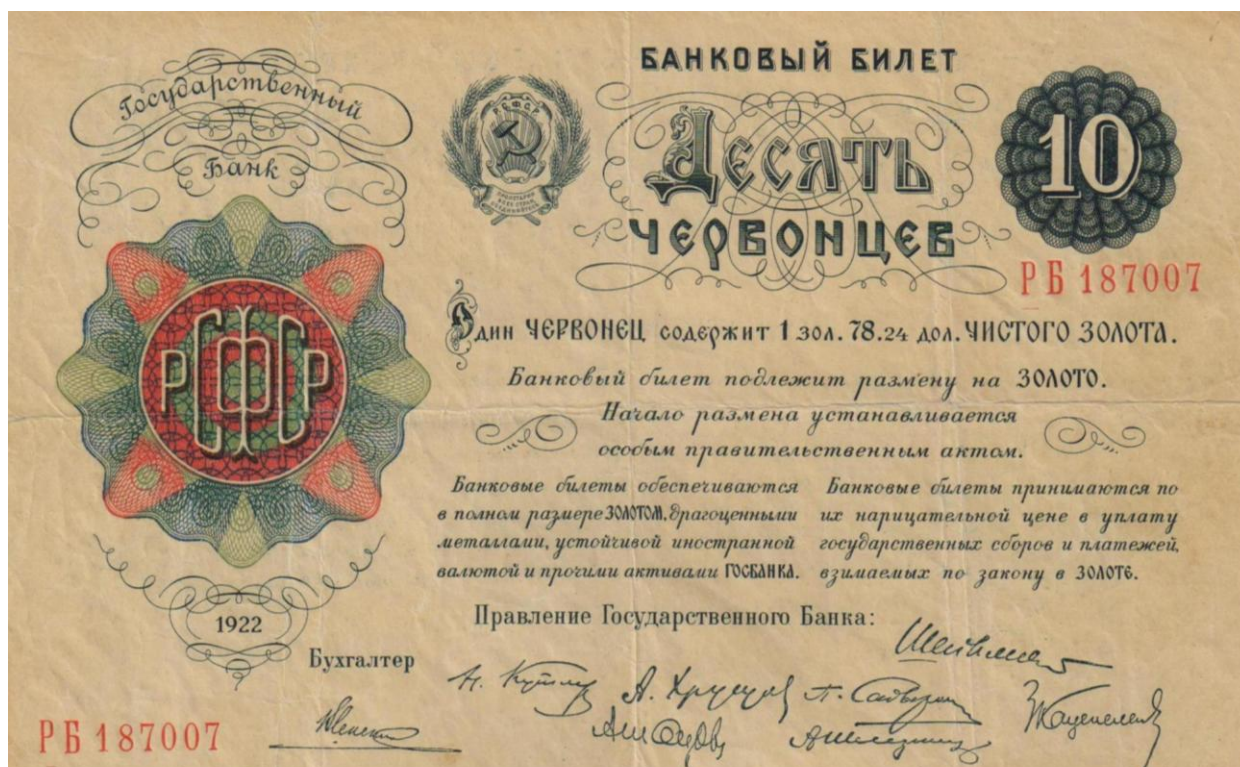 Государственный
Банк
РСФСР
1922
Бухгалтер
РБ 187007
Р.С.Ф.С.Р.
БАНКОВЫЙ БИЛЕТ
Десять
червонцев
10
РБ 187007
Один ЧЕРВОНЕЦ содержит 1 зол. 78.24 дол. ЧИСТОГО ЗОЛОТА.
Банковый билет подлежит размену на ЗОЛОТО.
Начало размена устанавливается
особым правительственным актом.
Банковые билеты обеспечиваются
в полном размере ЗОЛОТОМ, драгоценными
металлами, устойчивой иностранной
валютой и прочими активами ГОСБАНКА.
Банковые билеты принимаются по
их нарицательной цене в уплату
государственных сборов и платежей,
взимаемых по закону в ЗОЛОТЕ.
Правление Государственного Банка: